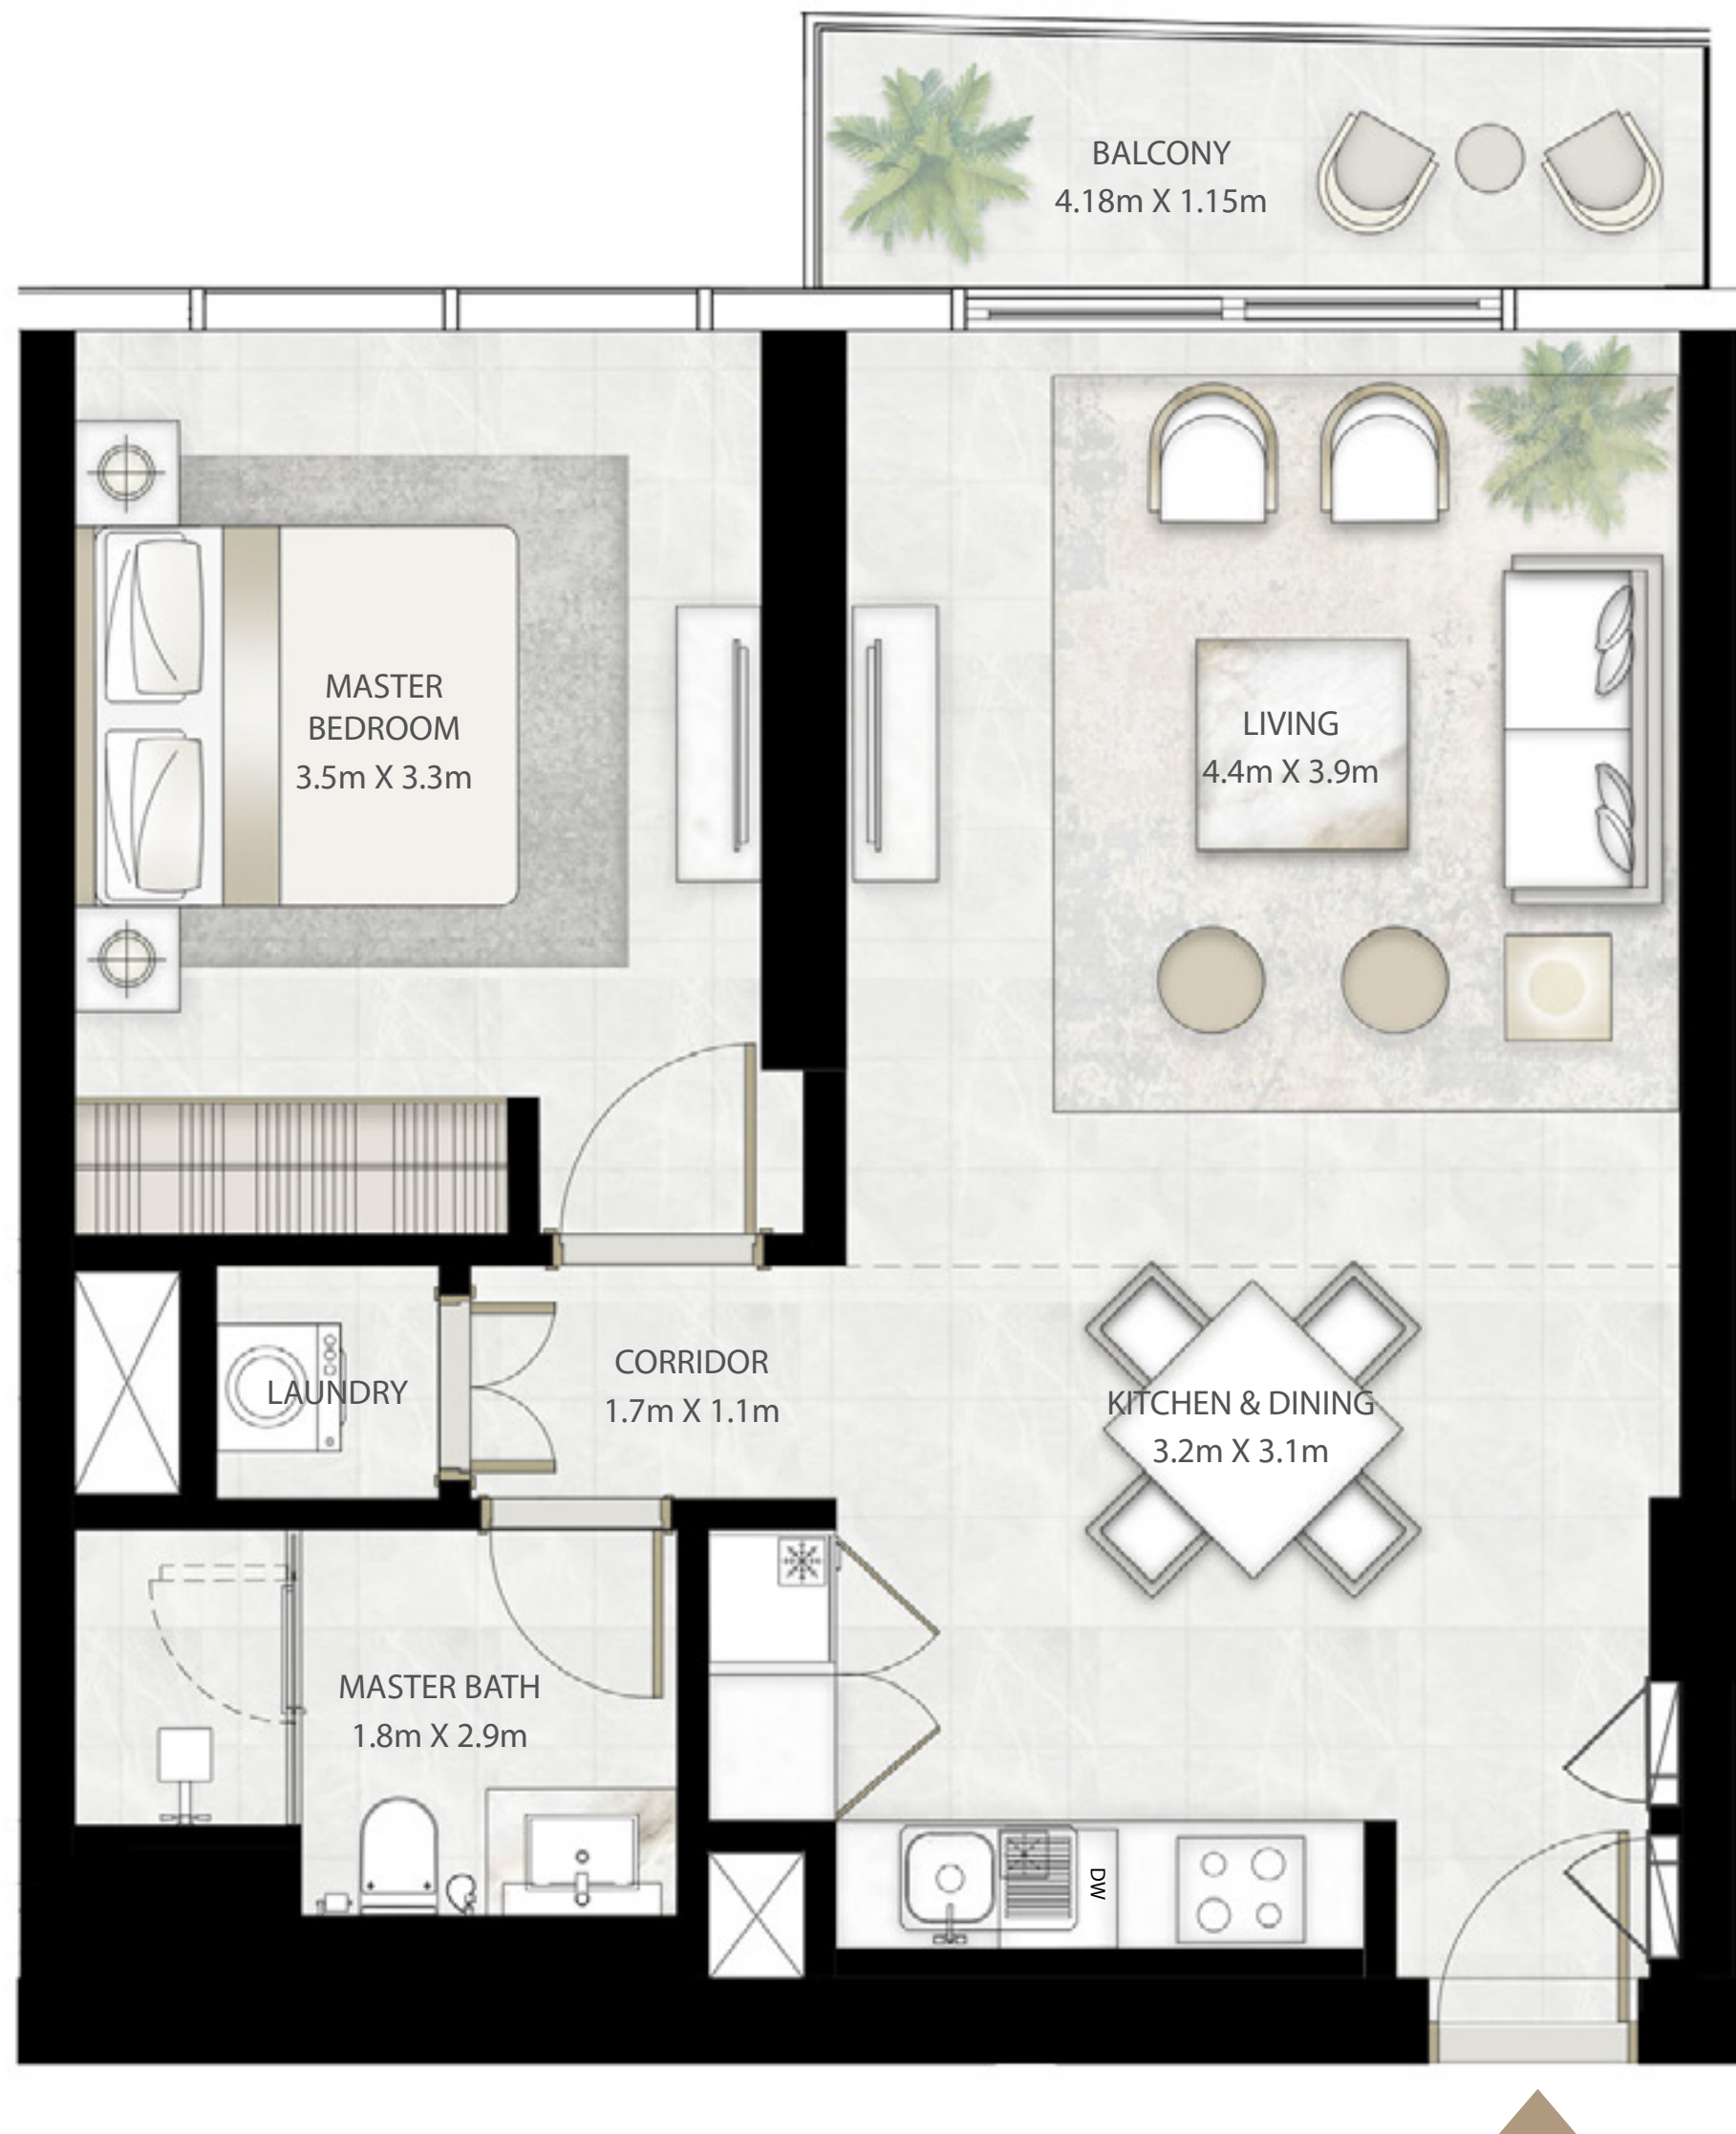 BALCONY
4.18m X 1.15m
MASTER
BEDROOM
3.5m X 3.3m
LIVING
4.4m X 3.9m
LAUNDRY
CORRIDOR
1.7m X 1.1m
KITCHEN & DINING
3.2m X 3.1m
MASTER BATH
1.8m X 2.9m
DW